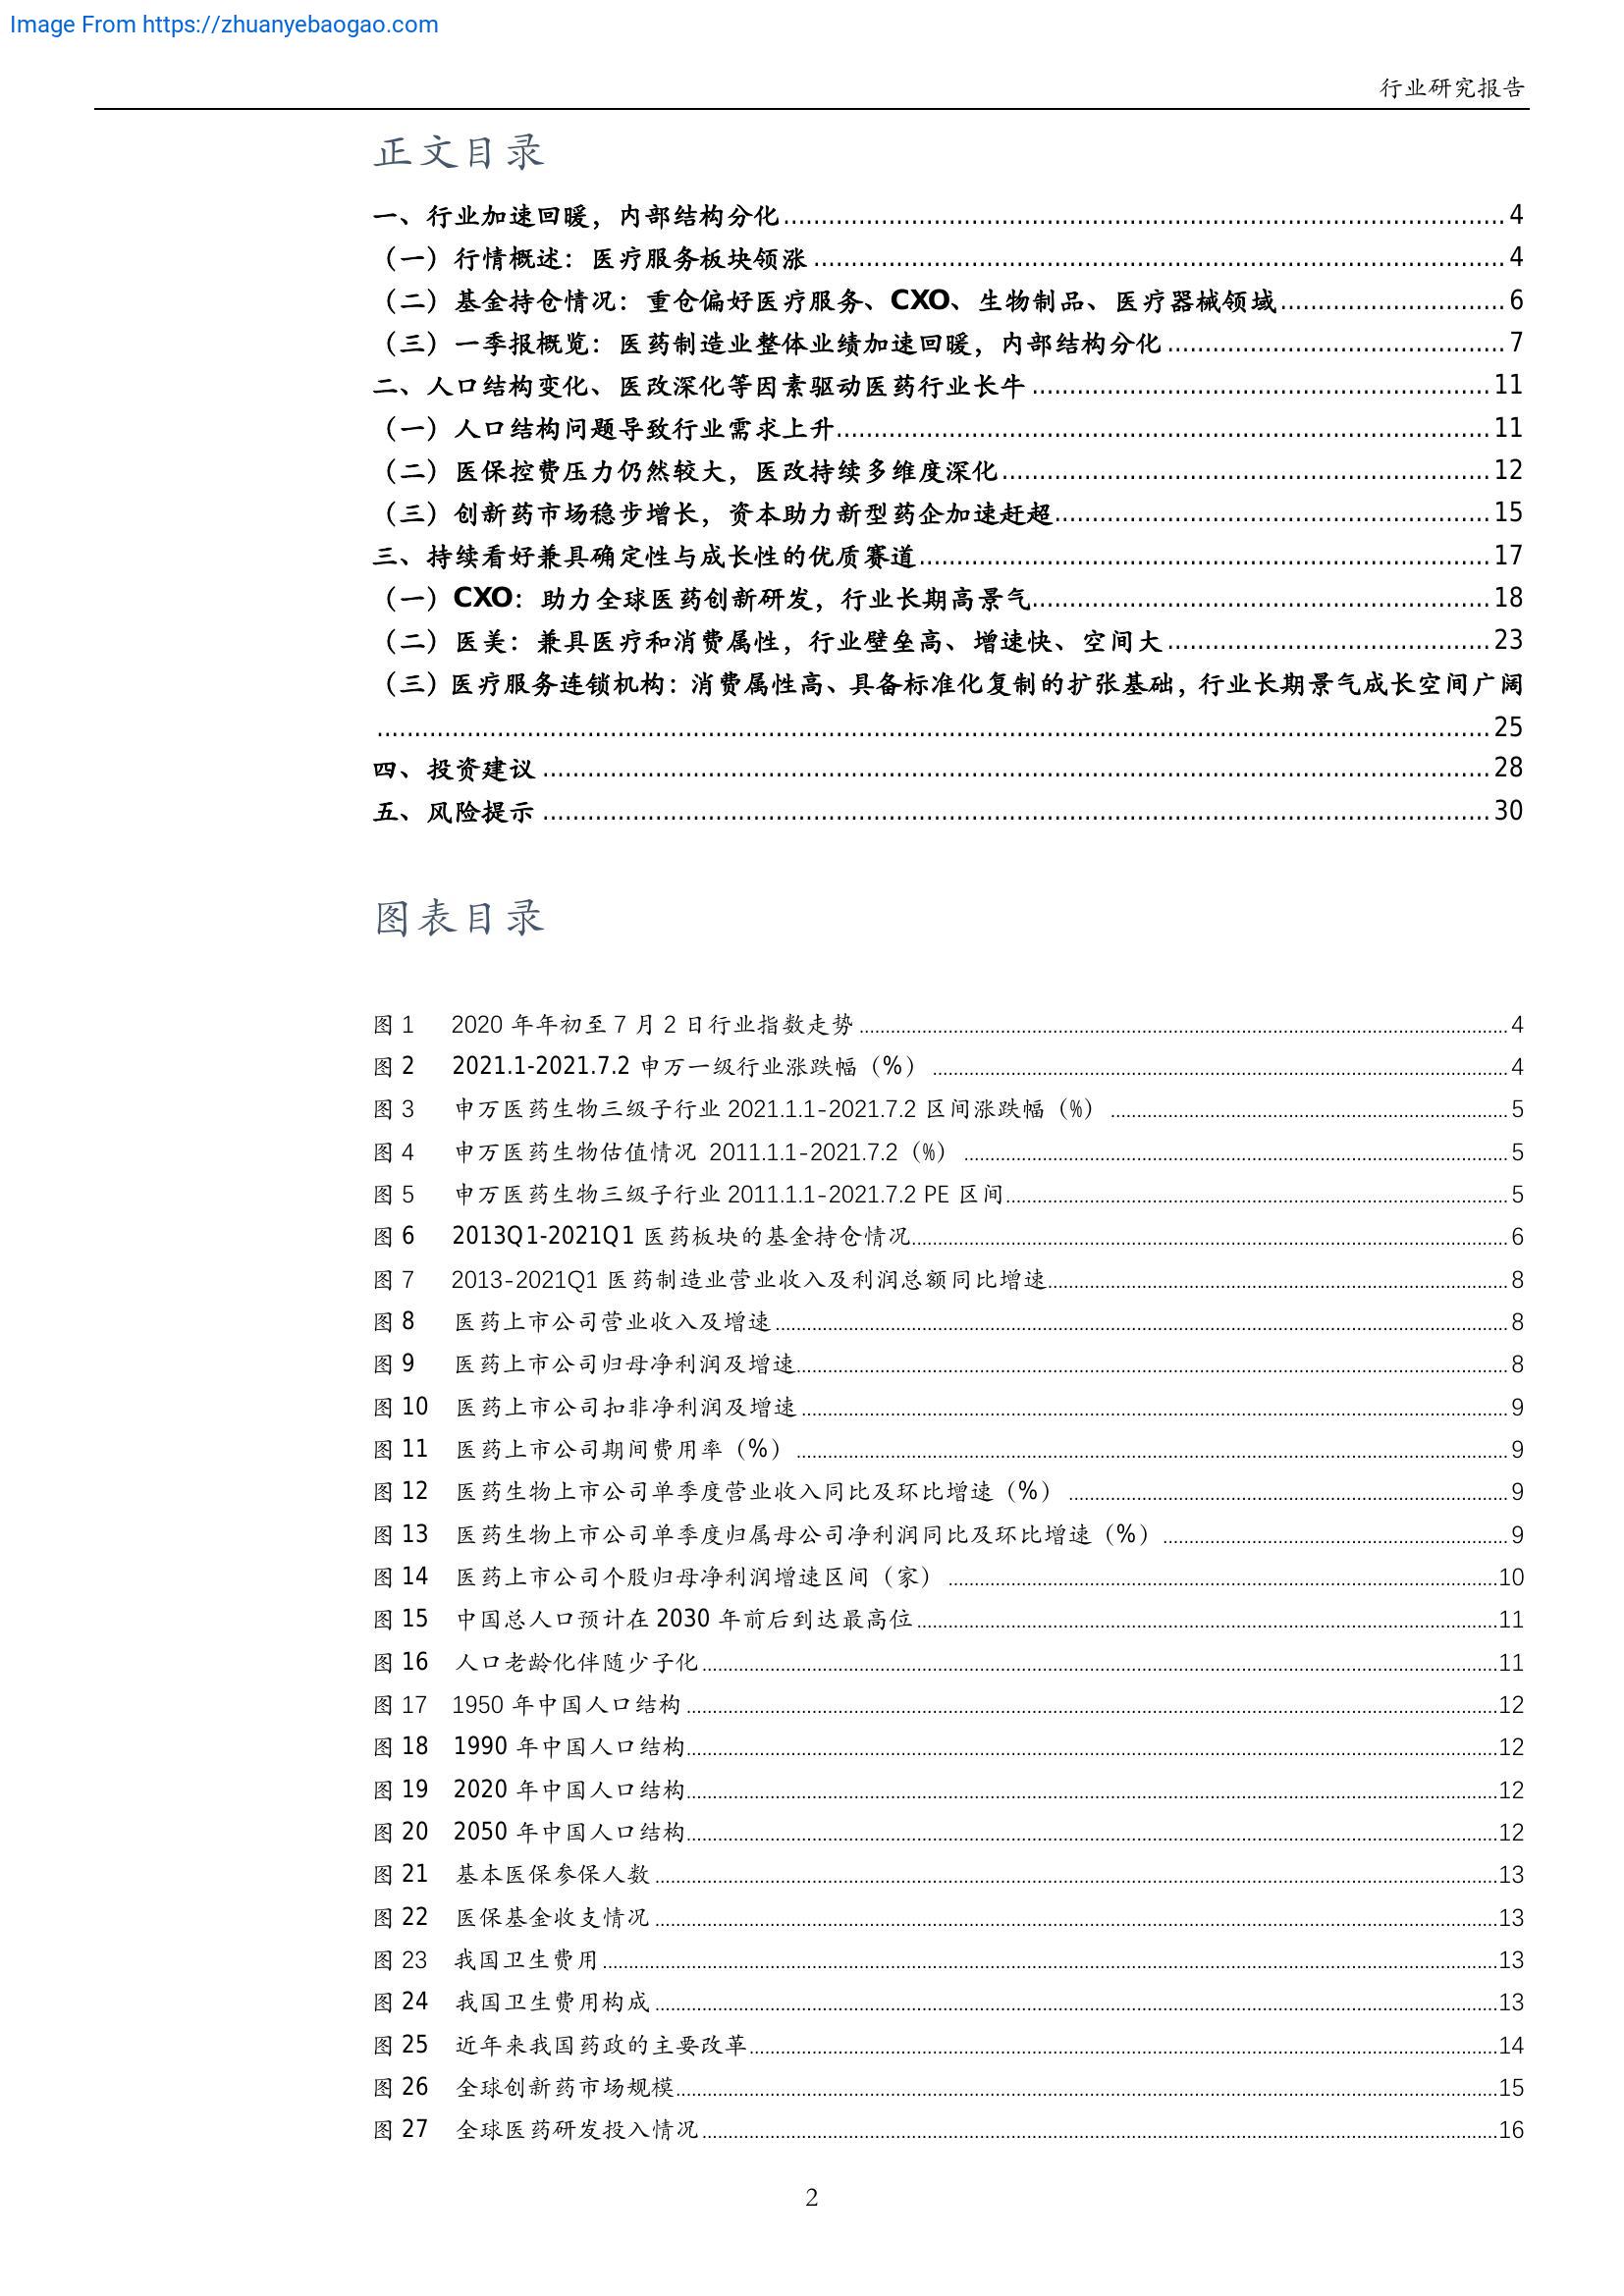 Image From https://zhuanyebaogao.com
行业研究报告
正文目录
一、行业加速回暖，内部结构分化........4
（一）行情概述：医疗服务板块领涨........4
（二）基金持仓情况：重仓偏好医疗服务、CXO、生物制品、医疗器械领域........6
（三）一季报概览：医药制造业整体业绩加速回暖，内部结构分化........7
二、人口结构变化、医改深化等因素驱动医药行业长牛........11
（一）人口结构问题导致行业需求上升........11
（二）医保控费压力仍然较大，医改持续多维度深化........12
（三）创新药市场稳步增长，资本助力新型药企加速赶超........15
三、持续看好兼具确定性与成长性的优质赛道........17
（一）CXO：助力全球医药创新研发，行业长期高景气........18
（二）医美：兼具医疗和消费属性，行业壁垒高、增速快、空间大........23
（三）医疗服务连锁机构：消费属性高、具备标准化复制的扩张基础，行业长期景气成长空间广阔
........25
四、投资建议........28
五、风险提示........30
图表目录
图 1 2020 年年初至 7 月 2 日行业指数走势........4
图 2 2021.1-2021.7.2 申万一级行业涨跌幅（%）........4
图 3 申万医药生物三级子行业 2021.1.1-2021.7.2 区间涨跌幅（%）........5
图 4 申万医药生物估值情况 2011.1.1-2021.7.2（%）........5
图 5 申万医药生物三级子行业 2011.1.1-2021.7.2 PE 区间........5
图 6 2013Q1-2021Q1 医药板块的基金持仓情况........6
图 7 2013-2021Q1 医药制造业营业收入及利润总额同比增速........8
图 8 医药上市公司营业收入及增速........8
图 9 医药上市公司归母净利润及增速........8
图 10 医药上市公司扣非净利润及增速........9
图 11 医药上市公司期间费用率（%）........9
图 12 医药生物上市公司单季度营业收入同比及环比增速（%）........9
图 13 医药生物上市公司单季度归属母公司净利润同比及环比增速（%）........9
图 14 医药上市公司个股归母净利润增速区间（家）........10
图 15 中国总人口预计在 2030 年前后到达最高位........11
图 16 人口老龄化伴随少子化........11
图 17 1950 年中国人口结构........12
图 18 1990 年中国人口结构........12
图 19 2020 年中国人口结构........12
图 20 2050 年中国人口结构........12
图 21 基本医保参保人数........13
图 22 医保基金收支情况........13
图 23 我国卫生费用........13
图 24 我国卫生费用构成........13
图 25 近年来我国药政的主要改革........14
图 26 全球创新药市场规模........15
图 27 全球医药研发投入情况........16
2